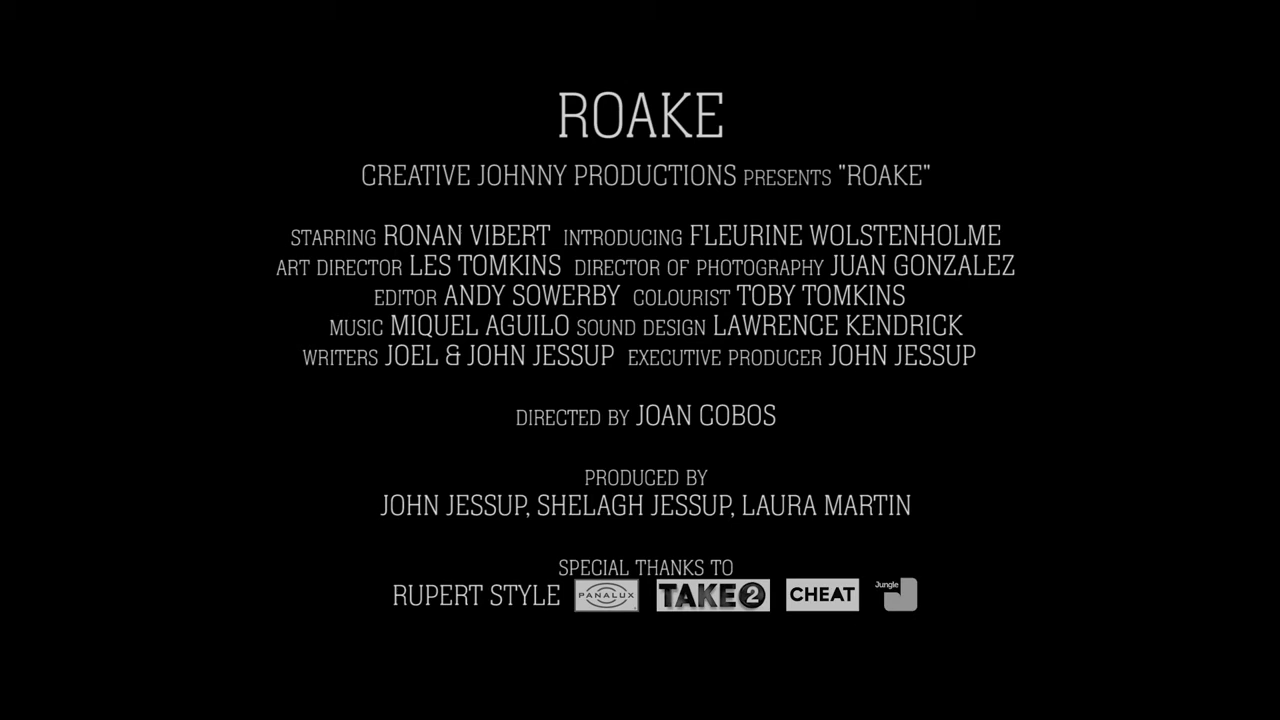 ROAKE
CREATIVE JOHNNY PRODUCTIONS PRESENTS "ROAKE"
STARRING RONAN VIBERT INTRODUCING FLEURINE WOLSTENHOLME
ART DIRECTOR LES TOMKINS DIRECTOR OF PHOTOGRAPHY JUAN GONZALEZ
EDITOR ANDY SOWERBY COLOURIST TOBY TOMKINS
MUSIC MIQUEL AGUILO SOUND DESIGN LAWRENCE KENDRICK
WRITERS JOEL & JOHN JESSUP EXECUTIVE PRODUCER JOHN JESSUP
DIRECTED BY JOAN COBOS
PRODUCED BY
JOHN JESSUP, SHELAGH JESSUP, LAURA MARTIN
SPECIAL THANKS TO
RUPERT STYLE PANALUX TAKE 2 CHEAT Jungle